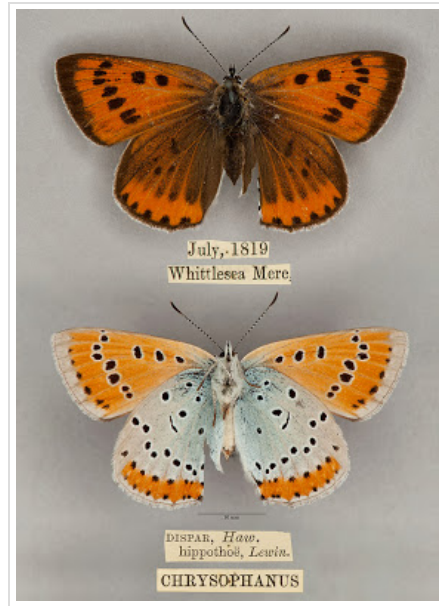 July, 1819
Whittlesea Mere
DISPAR, Haw.
hippothoë, Lewin.
CHRYSOPHANUS